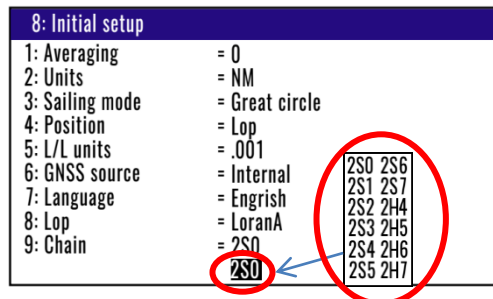 8: Initial setup
1: Averaging = 0
2: Units = NM
3: Sailing mode = Great circle
4: Position = Lop
5: L/L units = .001
6: GNSS source = Internal
7: Language = Engrish
8: Lop = LoranA
9: Chain = 2S0
2S0
2S0 2S6
2S1 2S7
2S2 2H4
2S3 2H5
2S4 2H6
2S5 2H7